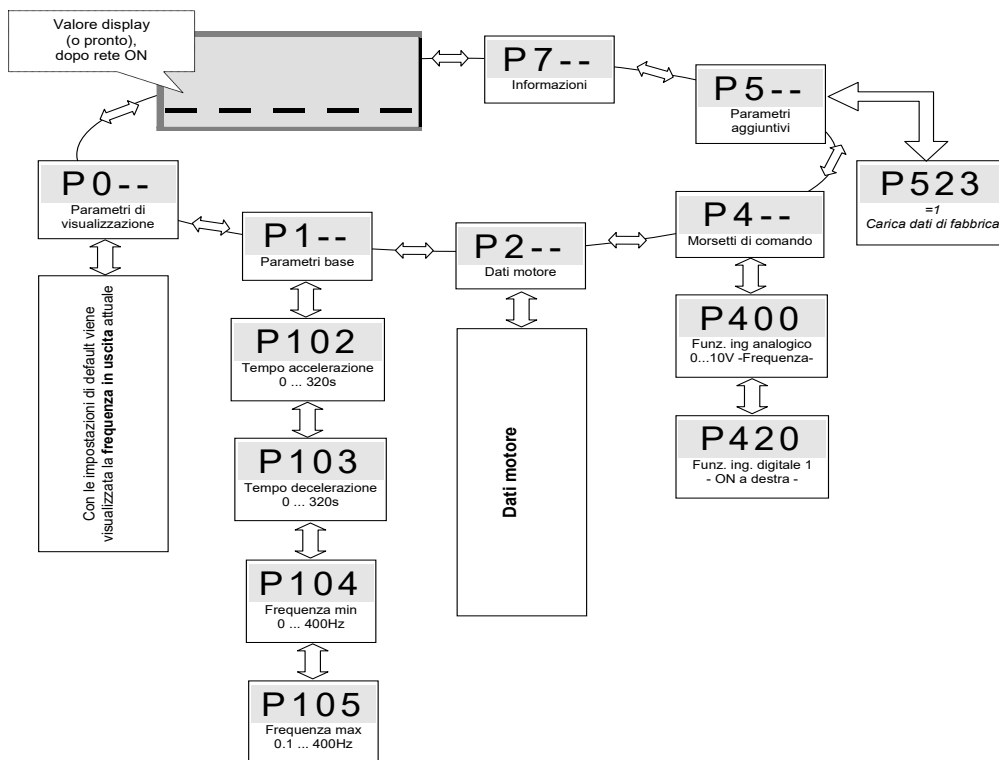 Valore display
(o pronto),
dopo rete ON
P7--
Informazioni
P5--
Parametri
aggiuntivi
P523
=1
Carica dati di fabbrica
P0--
Parametri di
visualizzazione
P1--
Parametri base
P2--
Dati motore
P4--
Morsetti di comando
Con le impostazioni di default viene
visualizzata la frequenza in uscita attuale
P102
Tempo accelerazione
0 ... 320s
P103
Tempo decelerazione
0 ... 320s
P104
Frequenza min
0 ... 400Hz
P105
Frequenza max
0.1 ... 400Hz
Dati motore
P400
Funz. ing analogico
0...10V -Frequenza-
P420
Funz. ing. digitale 1
- ON a destra -